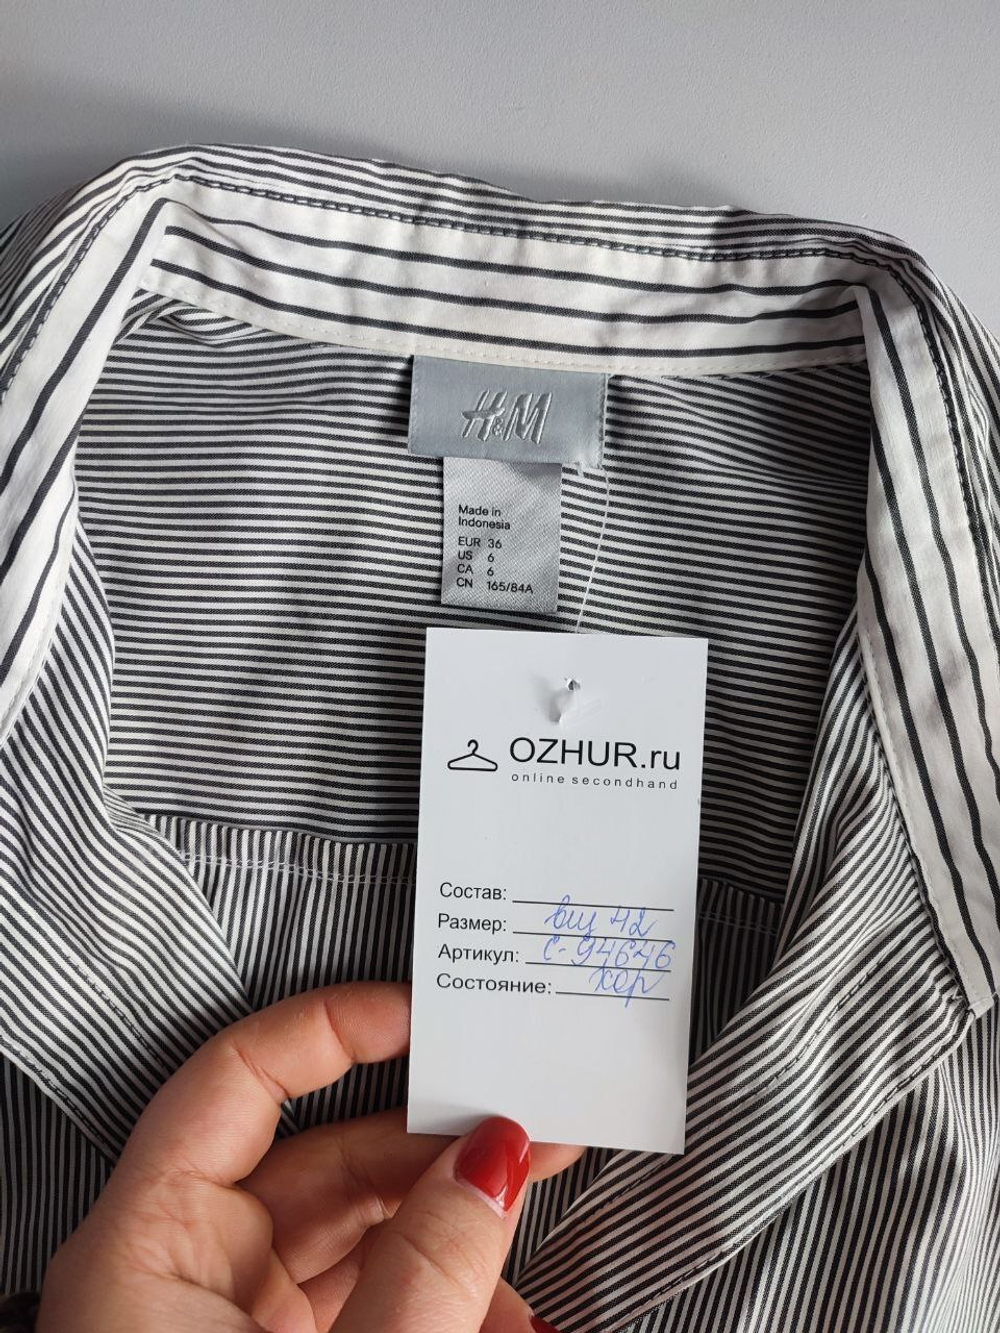 H&M
Made in
Indonesia
EUR 36
US 6
CA 6
CN 165/84A
OZHUR.ru
online secondhand
Состав:
Размер: 42
Артикул: С-94646
Состояние: хор